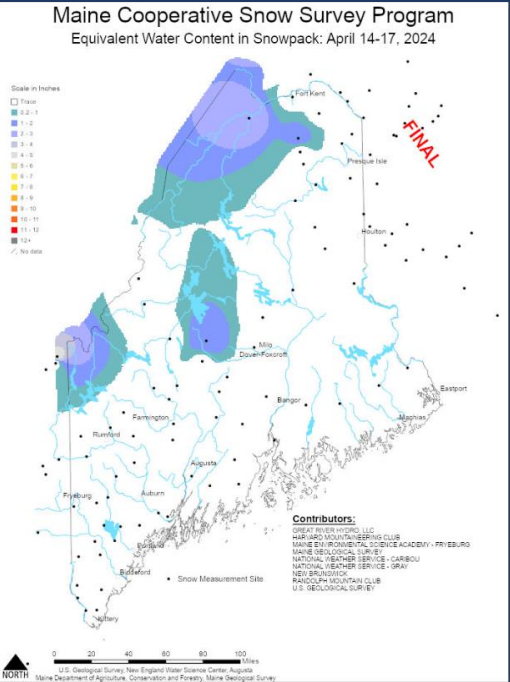 Maine Cooperative Snow Survey Program
Equivalent Water Content in Snowpack: April 14-17, 2024
Scale in Inches
Trace
0.2 - 1
1 - 2
2 - 3
3 - 4
4 - 5
5 - 6
6 - 7
7 - 8
8 - 9
9 - 10
10 - 11
11 - 12
12+
No data
Fort Kent
FINAL
Presque Isle
Houlton
Milo
Dover-Foxcroft
Eastport
Bangor
Machias
Farmington
Rumford
Augusta
Fryeburg
Auburn
Portland
Biddeford
Snow Measurement Site
Kittery
Contributors:
GREAT RIVER HYDRO, LLC
HARVARD MOUNTAINEERING CLUB
MAINE ENVIRONMENTAL SCIENCE ACADEMY - FRYEBURG
MAINE GEOLOGICAL SURVEY
NATIONAL WEATHER SERVICE - CARIBOU
NATIONAL WEATHER SERVICE - GRAY
NEW BRUNSWICK
RANDOLPH MOUNTAIN CLUB
U.S. GEOLOGICAL SURVEY
0 20 40 60 80 100
Miles
NORTH
U.S. Geological Survey, New England Water Science Center, Augusta
Maine Department of Agriculture, Conservation and Forestry, Maine Geological Survey